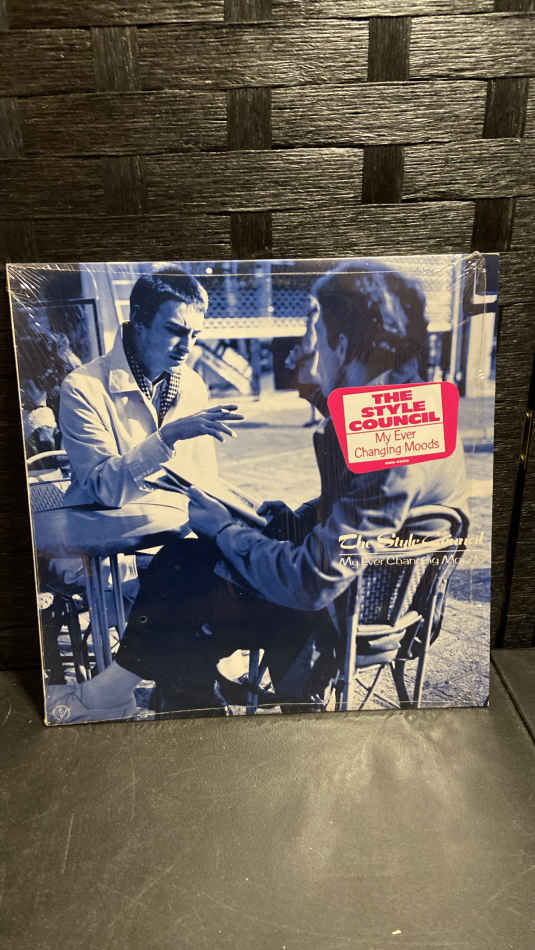 THE
STYLE
COUNCIL
My Ever
Changing Moods
The Style Council
My Ever Changing Moods